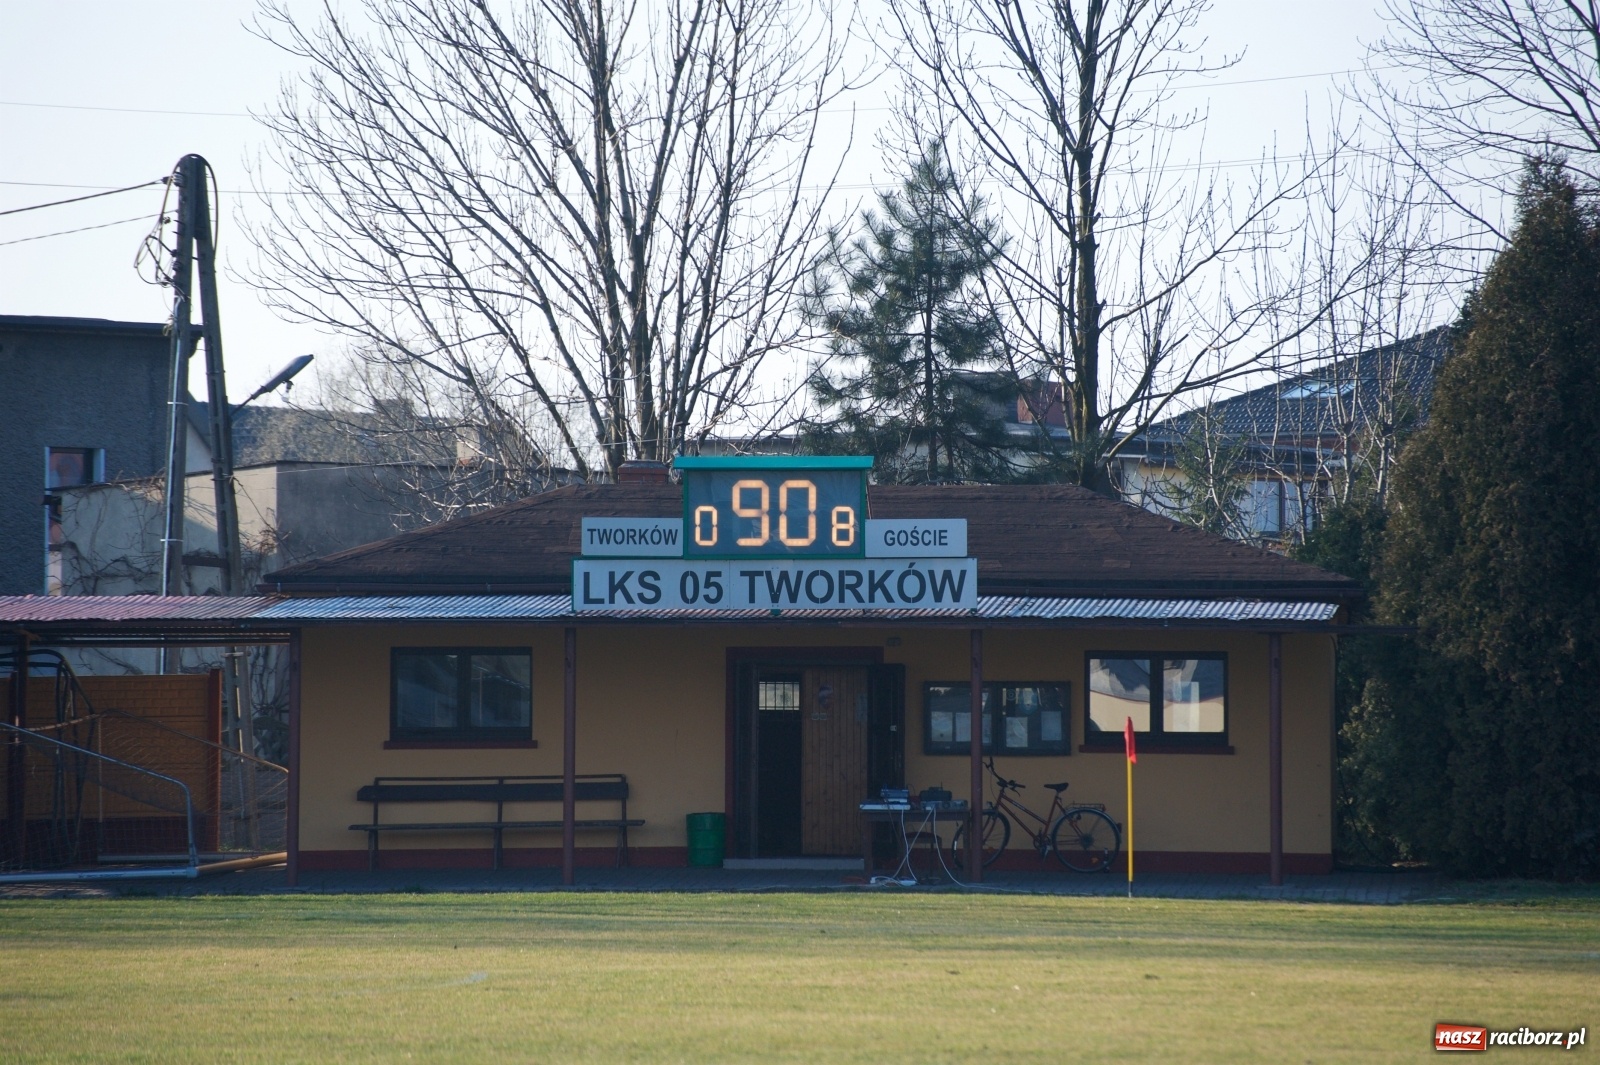 TWORKÓW 0 90 8 GOŚCIE
LKS 05 TWORKÓW
nasz raciborz.pl